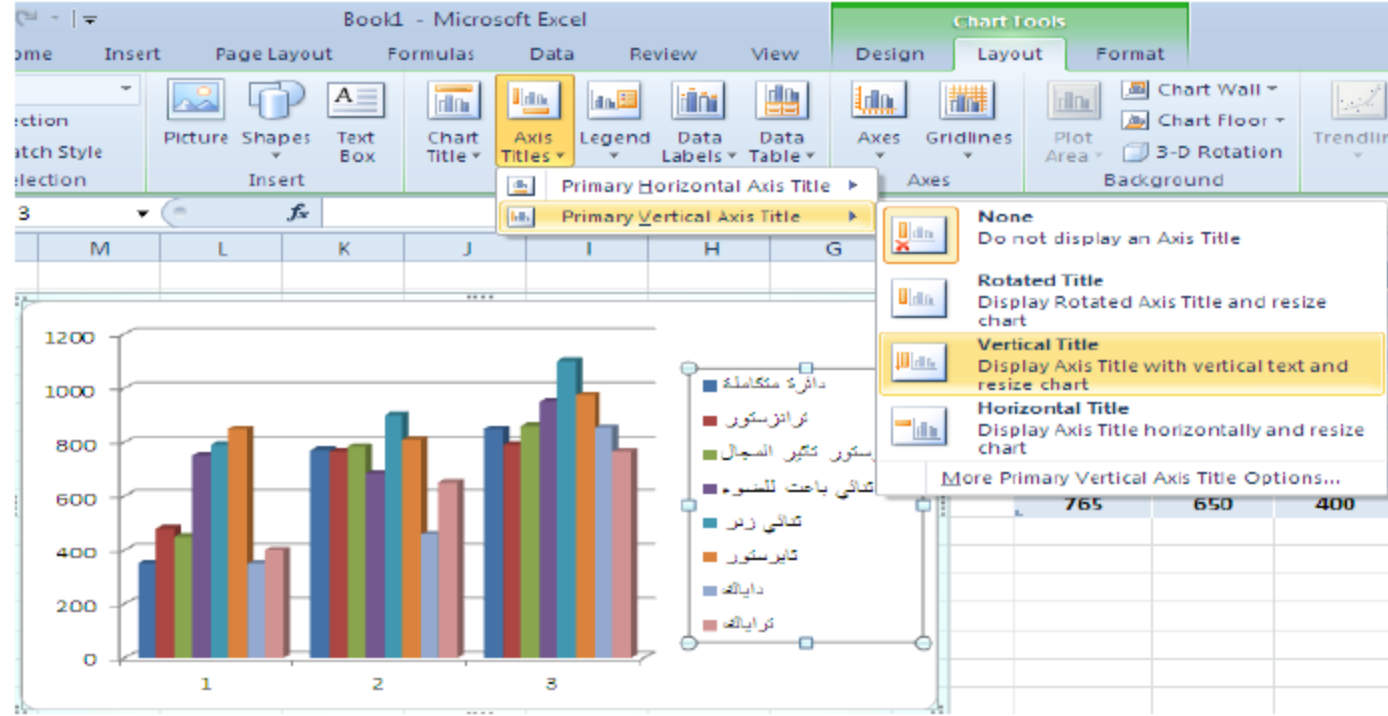 Book1 - Microsoft Excel
Chart Tools
ome Insert Page Layout Formulas Data Review View Design Layout Format
ection
atch Style
election
Picture Shapes Text Box
Insert
Chart Title Axis Titles Legend Data Labels Data Table
Axes Gridlines
Axes
Plot Area
Chart Wall
Chart Floor
3-D Rotation
Background
Trendlin
Primary Horizontal Axis Title
Primary Vertical Axis Title
None
Do not display an Axis Title
Rotated Title
Display Rotated Axis Title and resize
chart
Vertical Title
Display Axis Title with vertical text and
resize chart
Horizontal Title
Display Axis Title horizontally and resize
chart
More Primary Vertical Axis Title Options...
3 fx
M L K J I H G
765 650 400
1200
1000
800
600
400
200
0
1 2 3
دائرة متكاملة
ترانزستور
زستور تأثير المجال
ثنائي باعث للضوء
ثنائي زنر
ثايرستور
داياك
تراياك